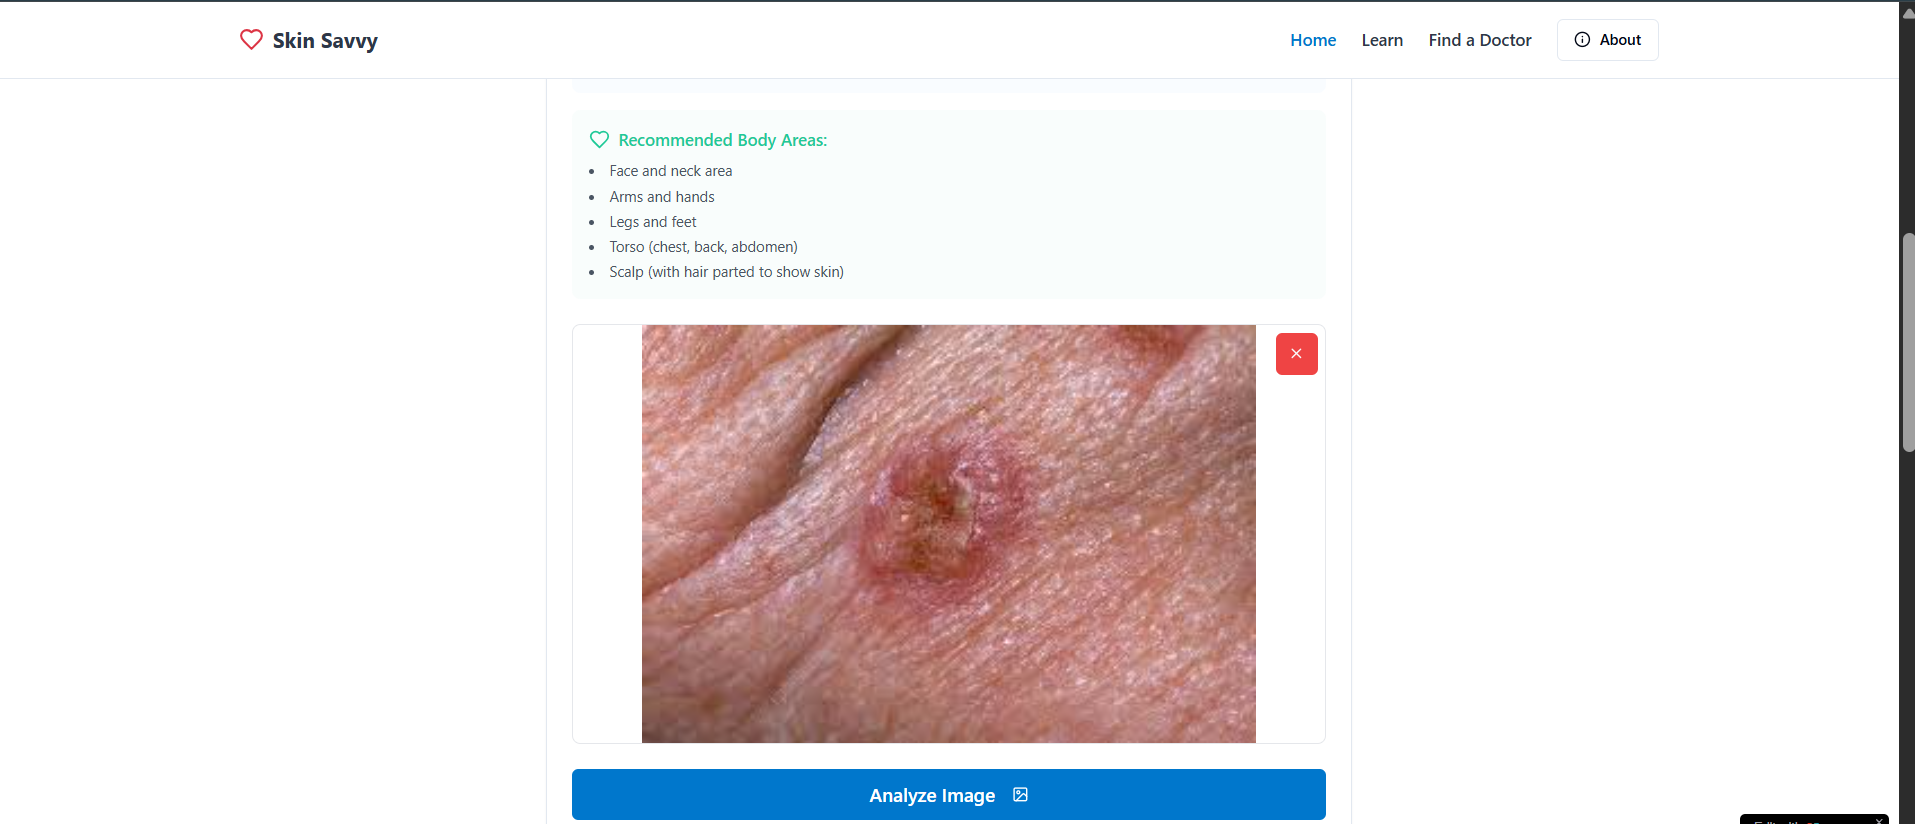 Skin Savvy
Home Learn Find a Doctor About
Recommended Body Areas:
Face and neck area
Arms and hands
Legs and feet
Torso (chest, back, abdomen)
Scalp (with hair parted to show skin)
Analyze Image